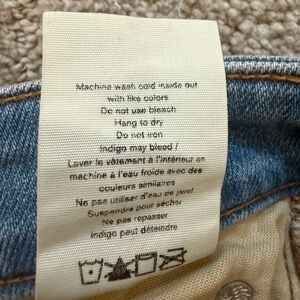 Machine wash cold inside out
with like colors
Do not use bleach
Hang to dry
Do not iron
Indigo may bleed !
Laver le vêtement à l'intérieur en
machine à l'eau froide avec des
couleurs similaires
Ne pas utiliser d'eau de javel
Suspendre pour sécher
Ne pas repasser
Indigo peut déteindre